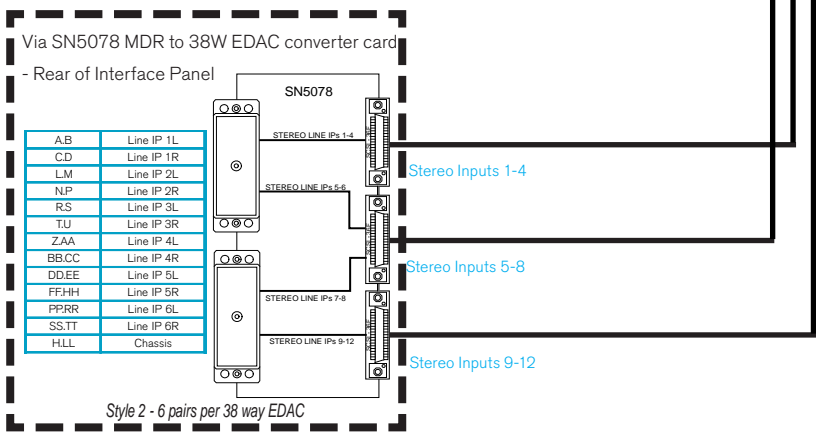 Via SN5078 MDR to 38W EDAC converter card
- Rear of Interface Panel
SN5078
A.B Line IP 1L
C.D Line IP 1R
L.M Line IP 2L
N.P Line IP 2R
R.S Line IP 3L
T.U Line IP 3R
Z.AA Line IP 4L
BB.CC Line IP 4R
DD.EE Line IP 5L
FF.HH Line IP 5R
PP.RR Line IP 6L
SS.TT Line IP 6R
H.LL Chassis
STEREO LINE IPs 1-4
STEREO LINE IPs 5-6
STEREO LINE IPs 7-8
STEREO LINE IPs 9-12
Stereo Inputs 1-4
Stereo Inputs 5-8
Stereo Inputs 9-12
Style 2 - 6 pairs per 38 way EDAC